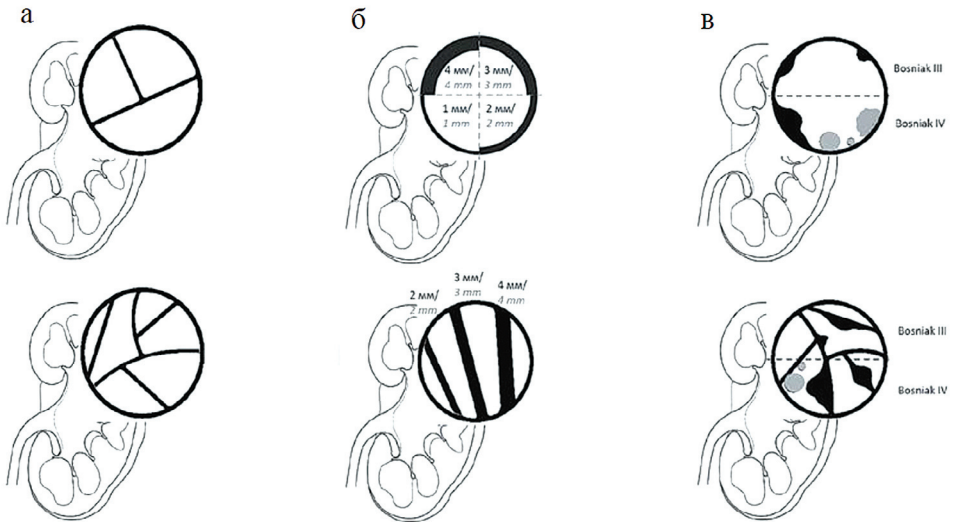 а
б
в
4 мм/
4 mm
3 мм/
3 mm
1 мм/
1 mm
2 мм/
2 mm
Bosniak III
Bosniak IV
2 мм/
2 mm
3 мм/
3 mm
4 мм/
4 mm
Bosniak III
Bosniak IV